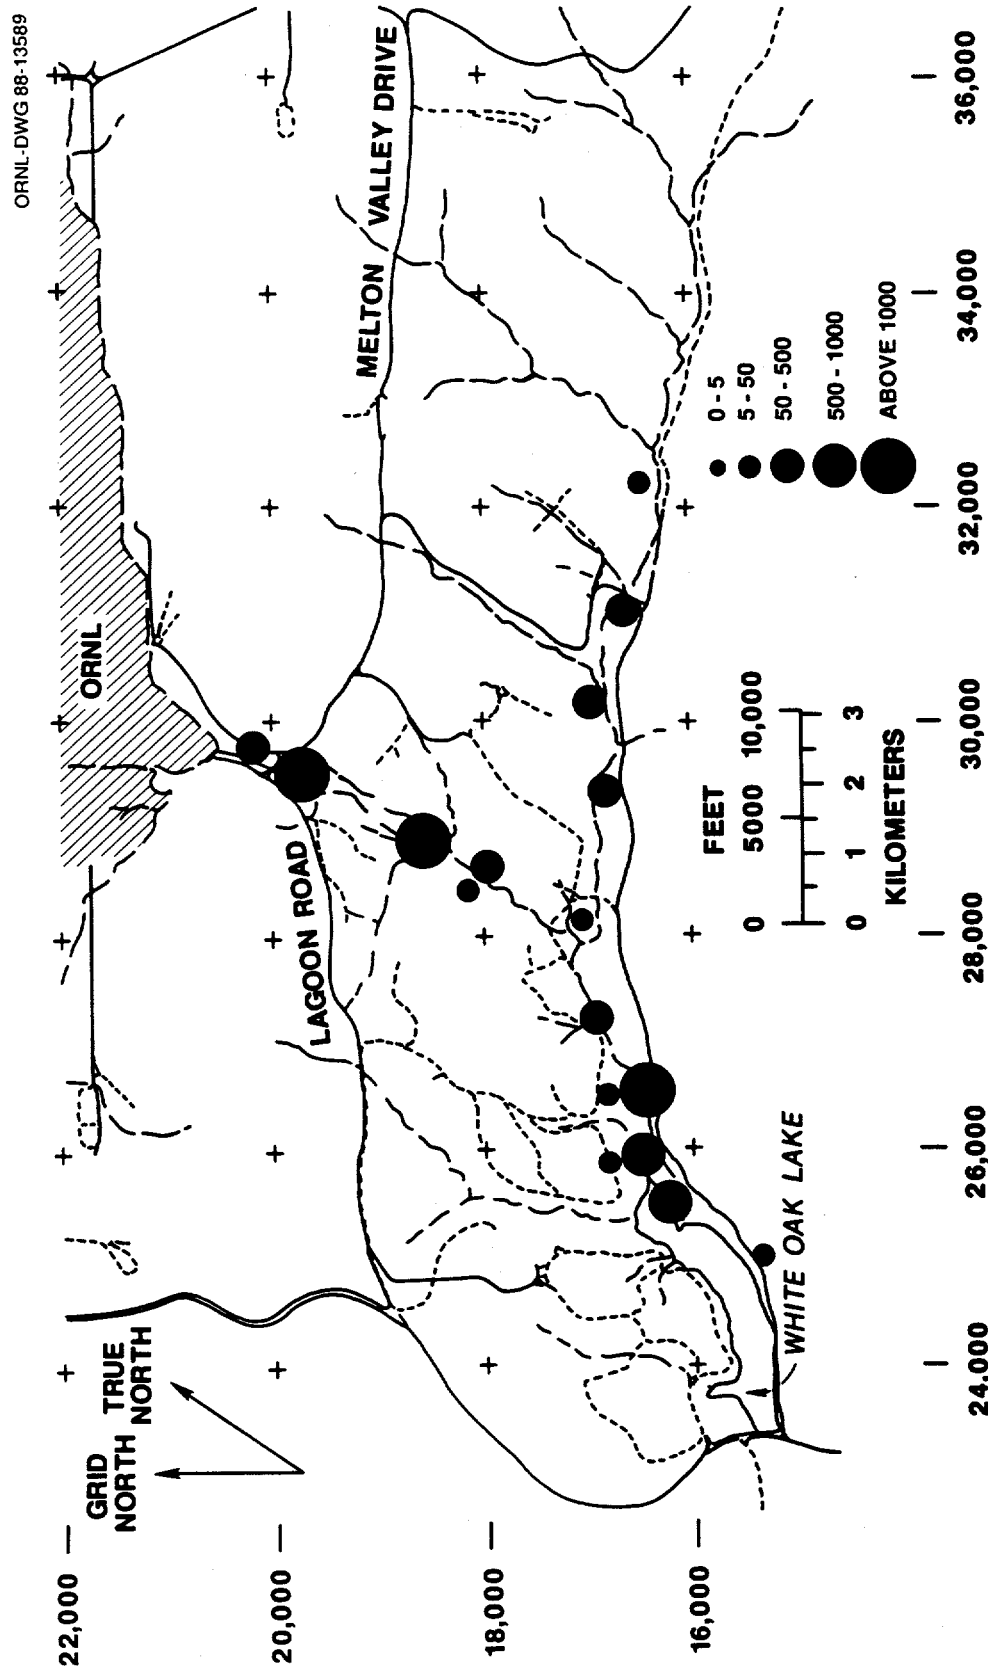 ORNL-DWG 88-13589
GRID
NORTH
TRUE
NORTH
ORNL
LAGOON ROAD
MELTON VALLEY DRIVE
WHITE OAK LAKE
22,000
20,000
18,000
16,000
24,000
26,000
28,000
30,000
32,000
34,000
36,000
FEET
0 5000 10,000
0 1 2 3
KILOMETERS
0 - 5
5 - 50
50 - 500
500 - 1000
ABOVE 1000